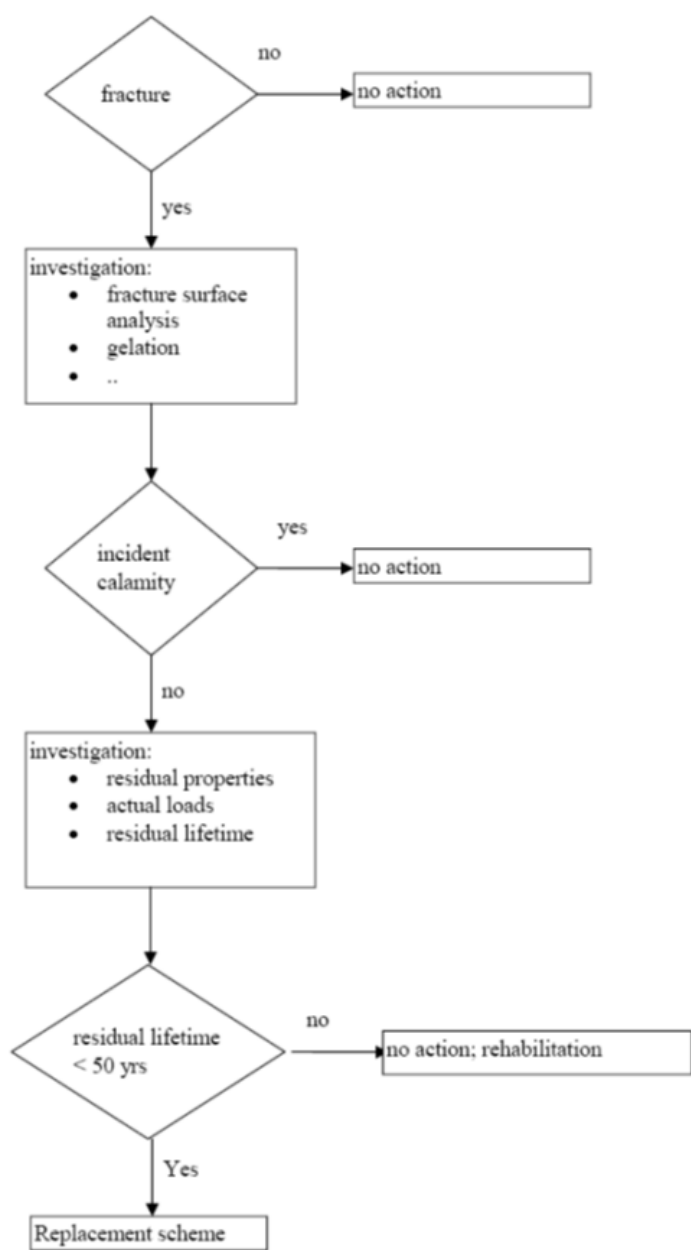 fracture
no
no action
yes
investigation:
• fracture surface
analysis
• gelation
• ..
incident
calamity
yes
no action
no
investigation:
• residual properties
• actual loads
• residual lifetime
residual lifetime
< 50 yrs
no
no action; rehabilitation
Yes
Replacement scheme